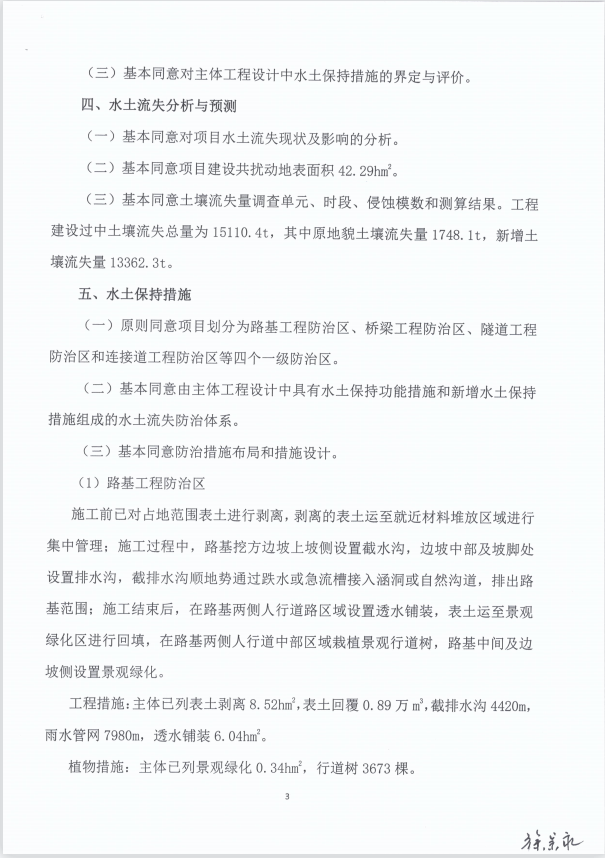 （三）基本同意对主体工程设计中水土保持措施的界定与评价。
四、水土流失分析与预测
（一）基本同意对项目水土流失现状及影响的分析。
（二）基本同意项目建设共扰动地表面积 42.29hm²。
（三）基本同意土壤流失量调查单元、时段、侵蚀模数和测算结果。工程
建设过中土壤流失总量为 15110.4t，其中原地貌土壤流失量 1748.1t，新增土
壤流失量 13362.3t。
五、水土保持措施
（一）原则同意项目划分为路基工程防治区、桥梁工程防治区、隧道工程
防治区和连接道工程防治区等四个一级防治区。
（二）基本同意由主体工程设计中具有水土保持功能措施和新增水土保持
措施组成的水土流失防治体系。
（三）基本同意防治措施布局和措施设计。
（1）路基工程防治区
施工前已对占地范围表土进行剥离，剥离的表土运至就近材料堆放区域进行
集中管理；施工过程中，路基挖方边坡上坡侧设置截水沟，边坡中部及坡脚处
设置排水沟，截排水沟顺地势通过跌水或急流槽接入涵洞或自然沟道，排出路
基范围；施工结束后，在路基两侧人行道路区域设置透水铺装，表土运至景观
绿化区进行回填，在路基两侧人行道中部区域栽植景观行道树，路基中间及边
坡侧设置景观绿化。
工程措施：主体已列表土剥离 8.52hm²，表土回覆 0.89 万 m³，截排水沟 4420m，
雨水管网 7980m，透水铺装 6.04hm²。
植物措施：主体已列景观绿化 0.34hm²，行道树 3673 棵。
3